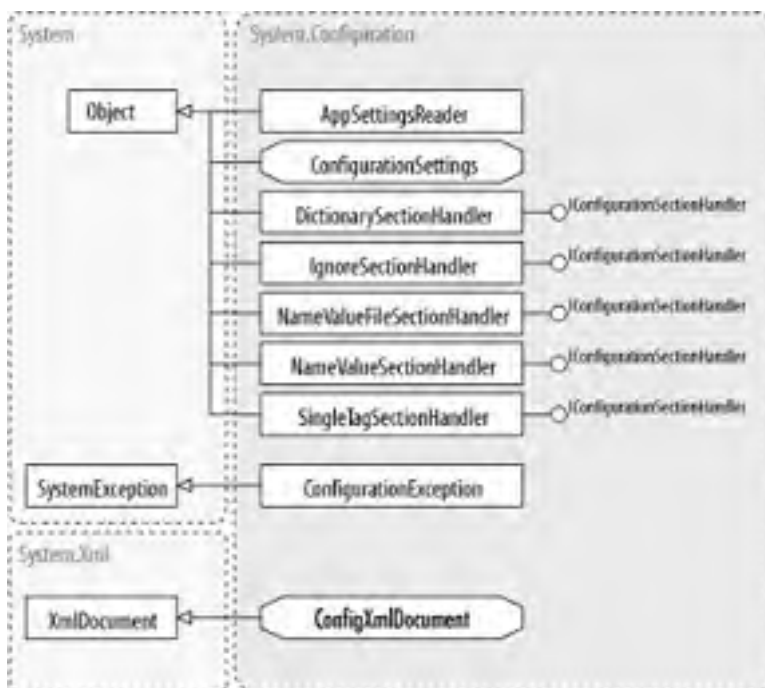 System
System.Configuration
Object
AppSettingsReader
ConfigurationSettings
DictionarySectionHandler
IConfigurationSectionHandler
IgnoreSectionHandler
IConfigurationSectionHandler
NameValueFileSectionHandler
IConfigurationSectionHandler
NameValueSectionHandler
IConfigurationSectionHandler
SingleTagSectionHandler
IConfigurationSectionHandler
SystemException
ConfigurationException
System.Xml
XmlDocument
ConfigXmlDocument